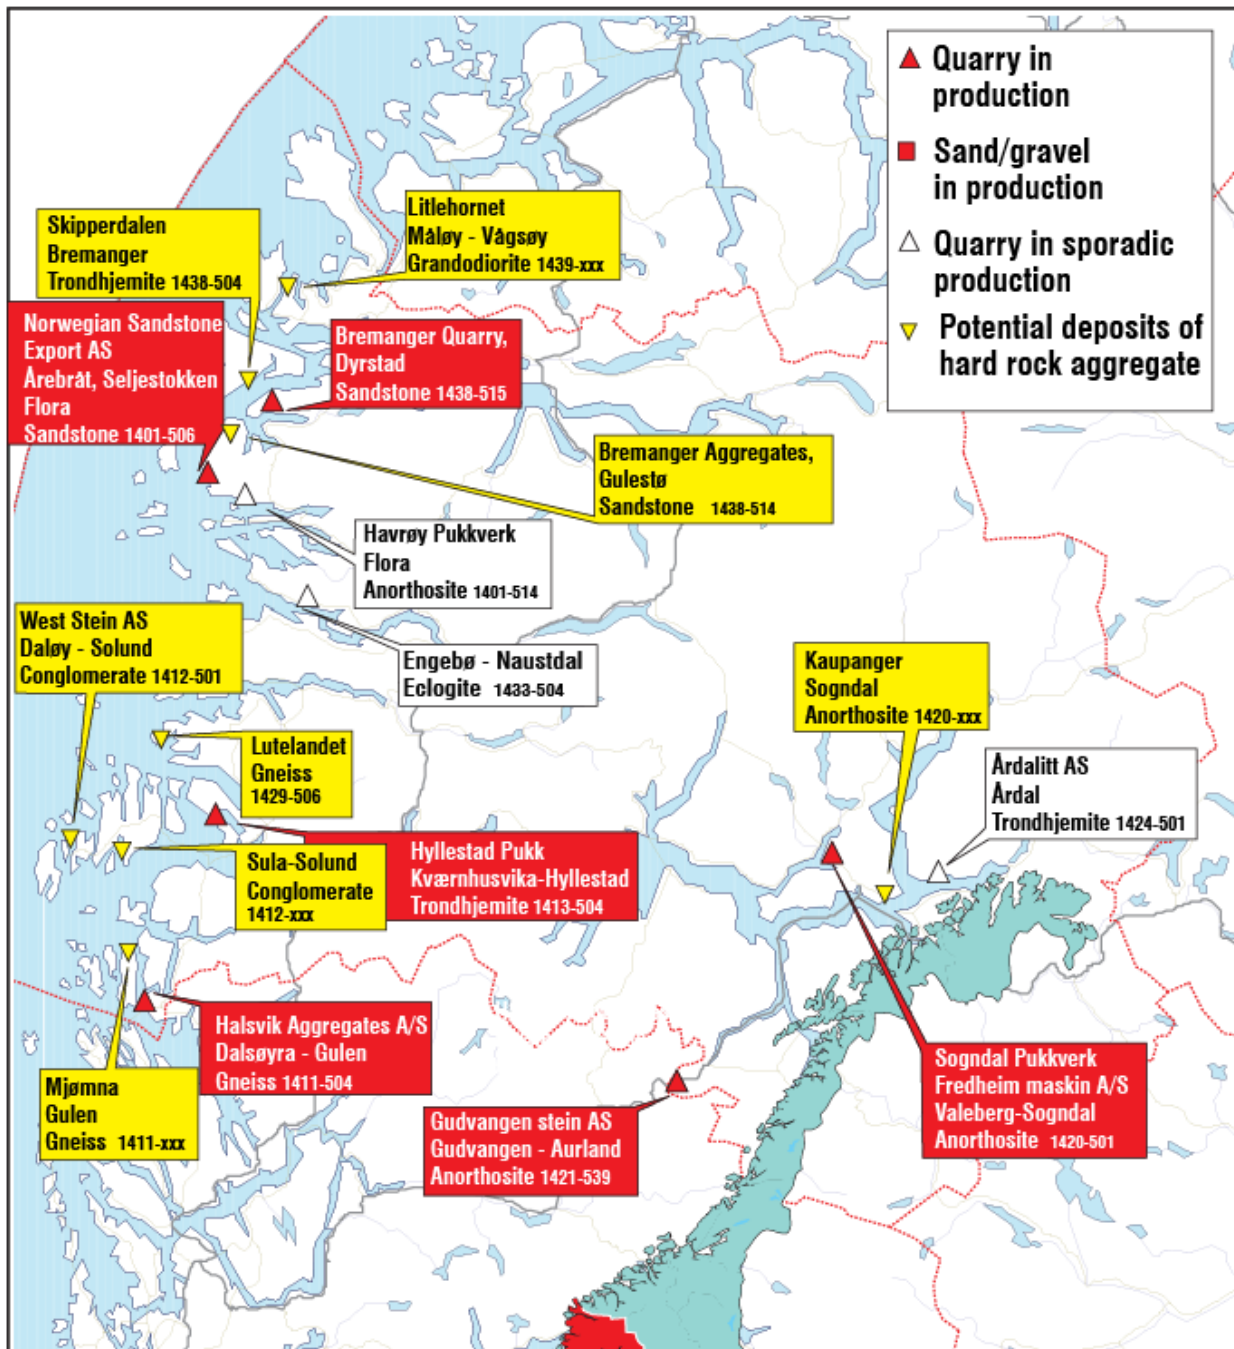 Quarry in
production
Sand/gravel
in production
Quarry in sporadic
production
Potential deposits of
hard rock aggregate
Skipperdalen
Bremanger
Trondhjemite 1438-504
Litlehornet
Måløy - Vågsøy
Grandodiorite 1439-xxx
Norwegian Sandstone
Export AS
Årebråt, Seljestokken
Flora
Sandstone 1401-506
Bremanger Quarry,
Dyrstad
Sandstone 1438-515
Bremanger Aggregates,
Gulestø
Sandstone 1438-514
Havrøy Pukkverk
Flora
Anorthosite 1401-514
Engebø - Naustdal
Eclogite 1433-504
West Stein AS
Daløy - Solund
Conglomerate 1412-501
Lutelandet
Gneiss
1429-506
Kaupanger
Sogndal
Anorthosite 1420-xxx
Årdalitt AS
Årdal
Trondhjemite 1424-501
Hyllestad Pukk
Kværnhusvika-Hyllestad
Trondhjemite 1413-504
Sula-Solund
Conglomerate
1412-xxx
Halsvik Aggregates A/S
Dalsøyra - Gulen
Gneiss 1411-504
Mjømna
Gulen
Gneiss 1411-xxx
Gudvangen stein AS
Gudvangen - Aurland
Anorthosite 1421-539
Sogndal Pukkverk
Fredheim maskin A/S
Valeberg-Sogndal
Anorthosite 1420-501